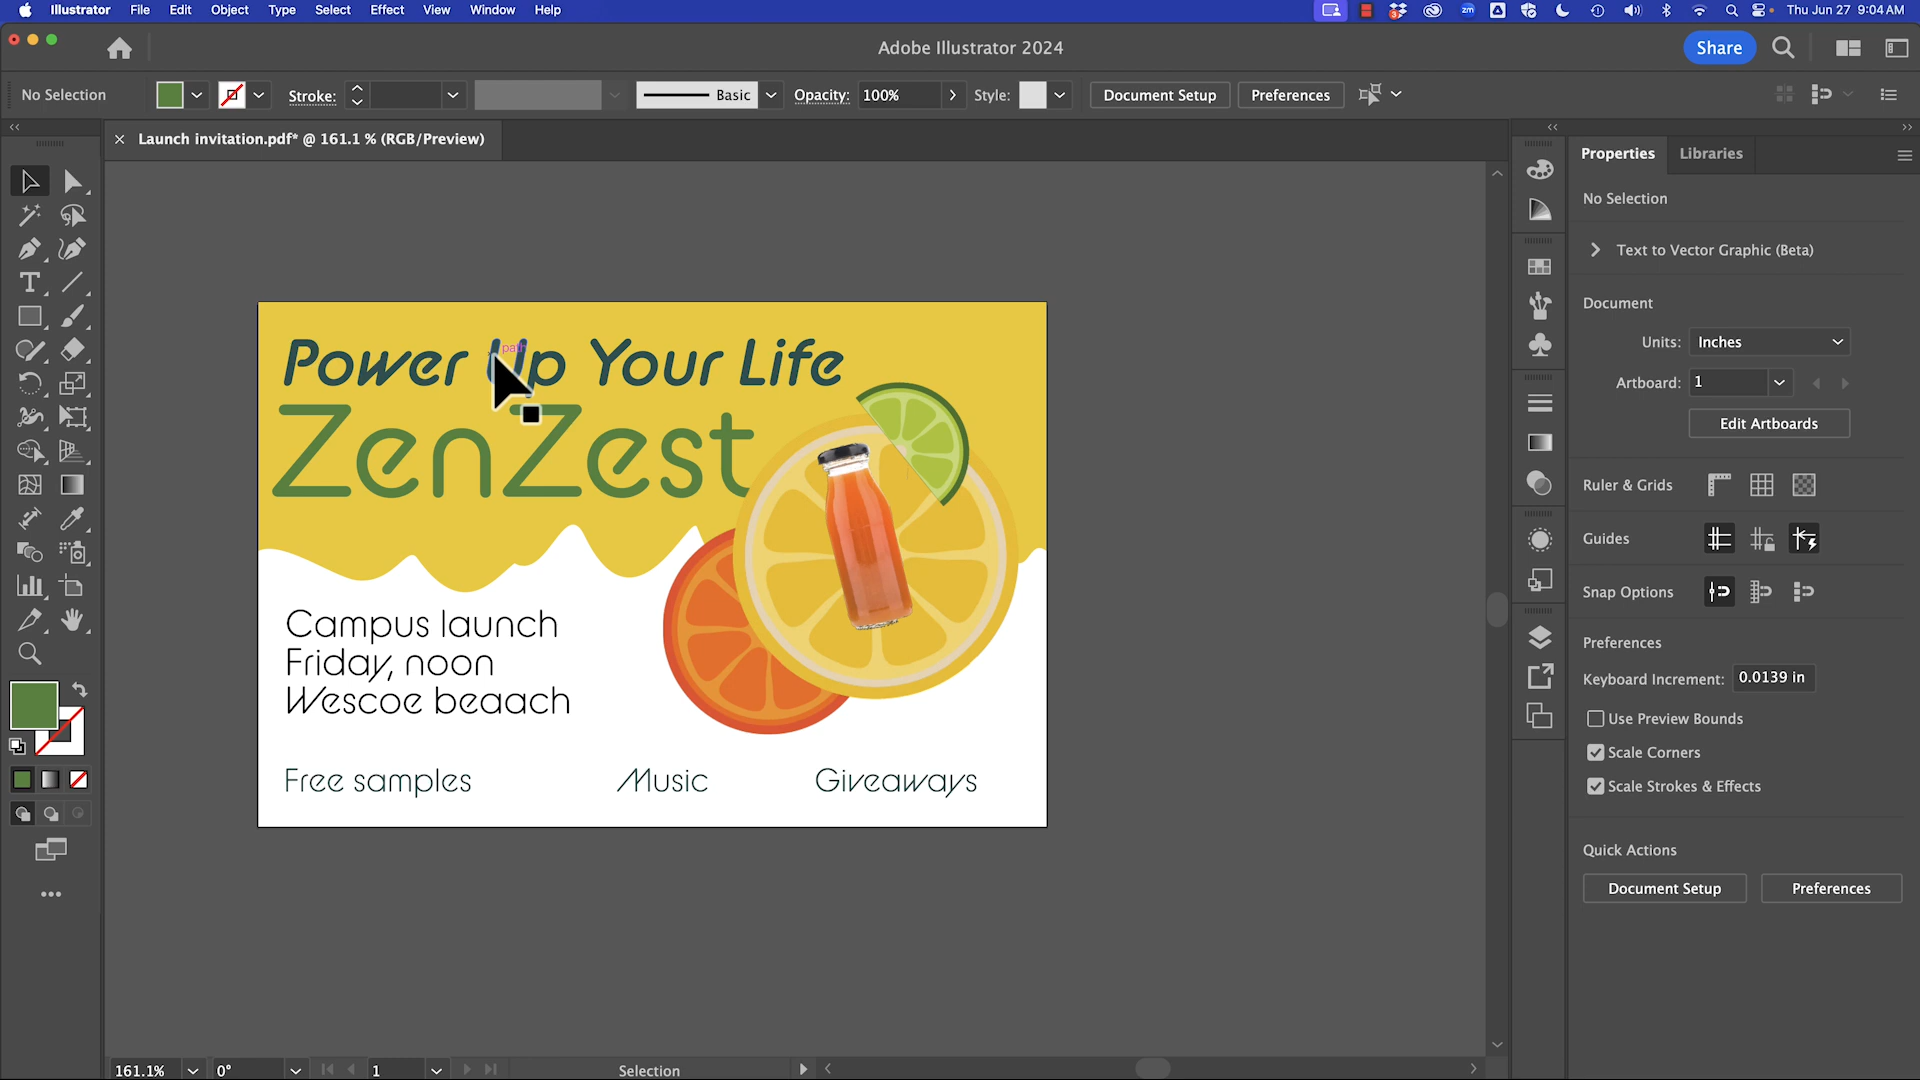 Illustrator File Edit Object Type Select Effect View Window Help
Thu Jun 27 9:04 AM
Adobe Illustrator 2024
Share
No Selection
Stroke:
Basic
Opacity: 100%
Style:
Document Setup
Preferences
Launch invitation.pdf* @ 161.1 % (RGB/Preview)
Properties
Libraries
No Selection
Text to Vector Graphic (Beta)
Document
Units: Inches
Artboard: 1
Edit Artboards
Ruler & Grids
Guides
Snap Options
Preferences
Keyboard Increment: 0.0139 in
Use Preview Bounds
Scale Corners
Scale Strokes & Effects
Quick Actions
Document Setup
Preferences
Power Up Your Life
path
ZenZest
Campus launch
Friday, noon
Wescoe beaach
Free samples
Music
Giveaways
161.1%
0°
1
Selection